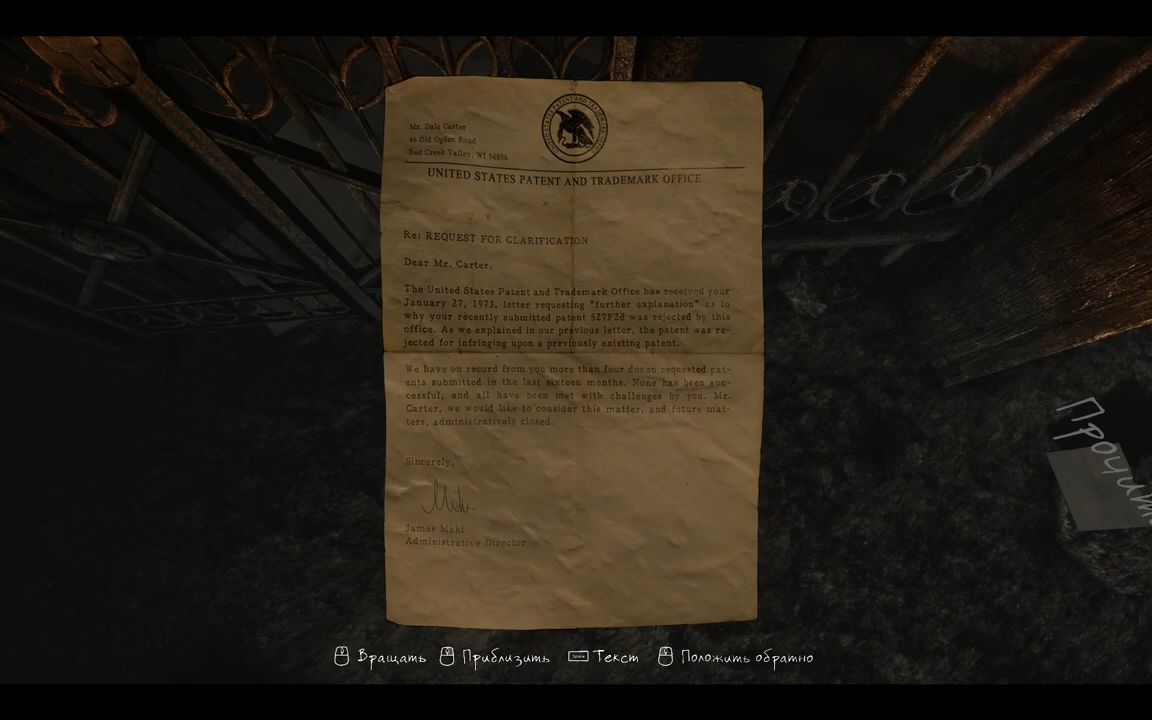 Mr. Dale Carter
46 Old Ogden Road
Red Creek Valley, WI 54856
UNITED STATES PATENT AND TRADEMARK OFFICE
Re: REQUEST FOR CLARIFICATION
Dear Mr. Carter,
The United States Patent and Trademark Office has received your
January 27, 1973, letter requesting "further explanation" as to
why your recently submitted patent 527F2d was rejected by this
office. As we explained in our previous letter, the patent was re-
jected for infringing upon a previously existing patent.
We have on record from you more than four dozen requested pat-
ents submitted in the last sixteen months. None has been suc-
cessful, and all have been met with challenges by you. Mr.
Carter, we would like to consider this matter, and future mat-
ters, administratively closed.
Sincerely,
James Maki
Administrative Director
Прочит
Вращать Приблизить Текст Положить обратно